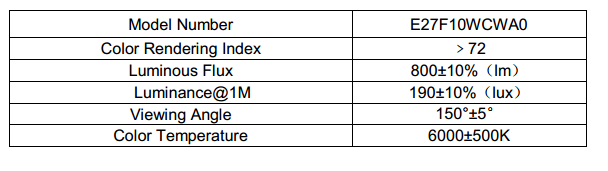 Model Number E27F10WCWA0
Color Rendering Index ﹥72
Luminous Flux 800±10%（lm）
Luminance@1M 190±10%（lux）
Viewing Angle 150°±5°
Color Temperature 6000±500K